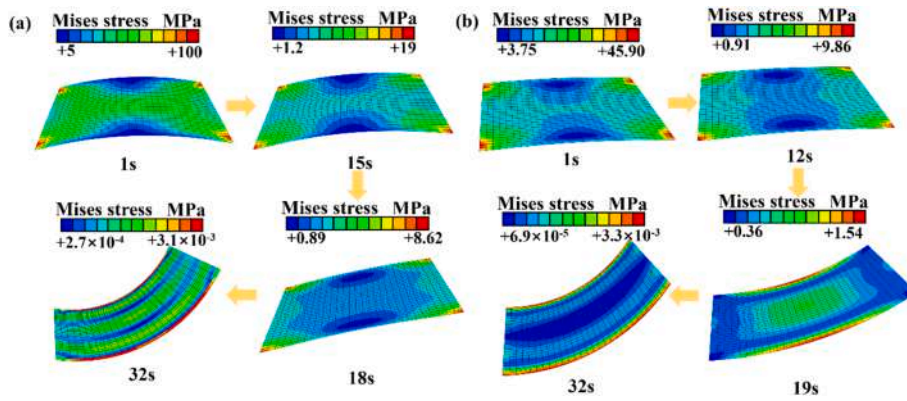 (a) Mises stress MPa
+5 +100
Mises stress MPa
+1.2 +19
(b) Mises stress MPa
+3.75 +45.90
Mises stress MPa
+0.91 +9.86
1s
15s
1s
12s
Mises stress MPa
+2.7×10⁻⁴ +3.1×10⁻³
Mises stress MPa
+0.89 +8.62
Mises stress MPa
+6.9×10⁻⁵ +3.3×10⁻³
Mises stress MPa
+0.36 +1.54
32s
18s
32s
19s